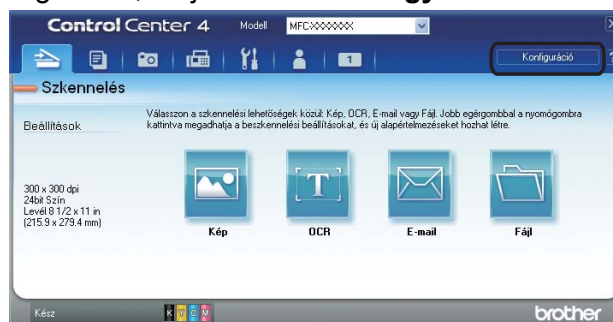 Control Center 4 Modell MFC-XXXXXX
1
Konfiguráció
Szkennelés
Beállítások
Válasszon a szkennelési lehetőségek közül: Kép, OCR, E-mail vagy Fájl. Jobb egérgombbal a nyomógombra
kattintva megadhatja a beszkennelési beállításokat, és új alapértelmezéseket hozhat létre.
300 x 300 dpi
24bit Szín
Levél 8 1/2 x 11 in
(215.9 x 279.4 mm)
T
Kép OCR E-mail Fájl
Kész K Y C M brother